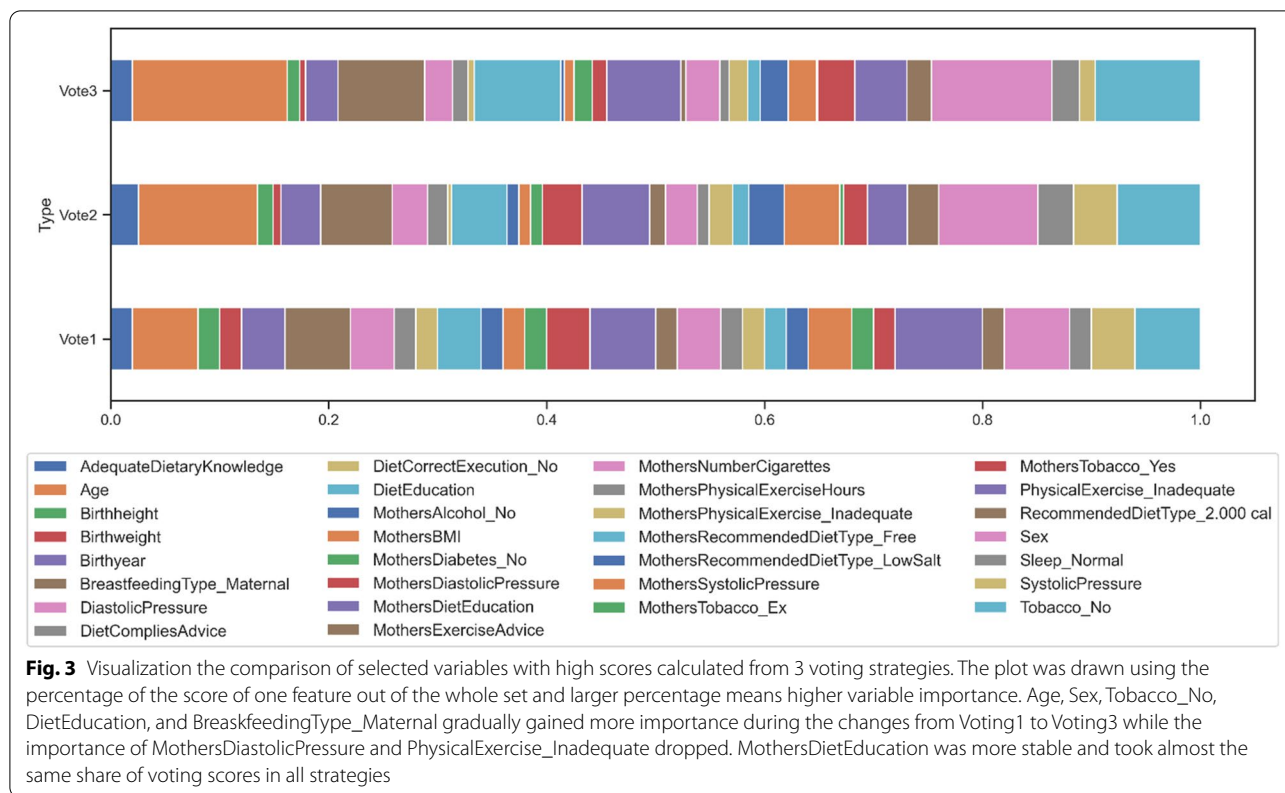 Type
Vote3
Vote2
Vote1
0.0 0.2 0.4 0.6 0.8 1.0
AdequateDietaryKnowledge
Age
Birthheight
Birthweight
Birthyear
BreastfeedingType_Maternal
DiastolicPressure
DietCompliesAdvice
DietCorrectExecution_No
DietEducation
MothersAlcohol_No
MothersBMI
MothersDiabetes_No
MothersDiastolicPressure
MothersDietEducation
MothersExerciseAdvice
MothersNumberCigarettes
MothersPhysicalExerciseHours
MothersPhysicalExercise_Inadequate
MothersRecommendedDietType_Free
MothersRecommendedDietType_LowSalt
MothersSystolicPressure
MothersTobacco_Ex
MothersTobacco_Yes
PhysicalExercise_Inadequate
RecommendedDietType_2.000 cal
Sex
Sleep_Normal
SystolicPressure
Tobacco_No
Fig. 3 Visualization the comparison of selected variables with high scores calculated from 3 voting strategies. The plot was drawn using the
percentage of the score of one feature out of the whole set and larger percentage means higher variable importance. Age, Sex, Tobacco_No,
DietEducation, and BreaskfeedingType_Maternal gradually gained more importance during the changes from Voting1 to Voting3 while the
importance of MothersDiastolicPressure and PhysicalExercise_Inadequate dropped. MothersDietEducation was more stable and took almost the
same share of voting scores in all strategies